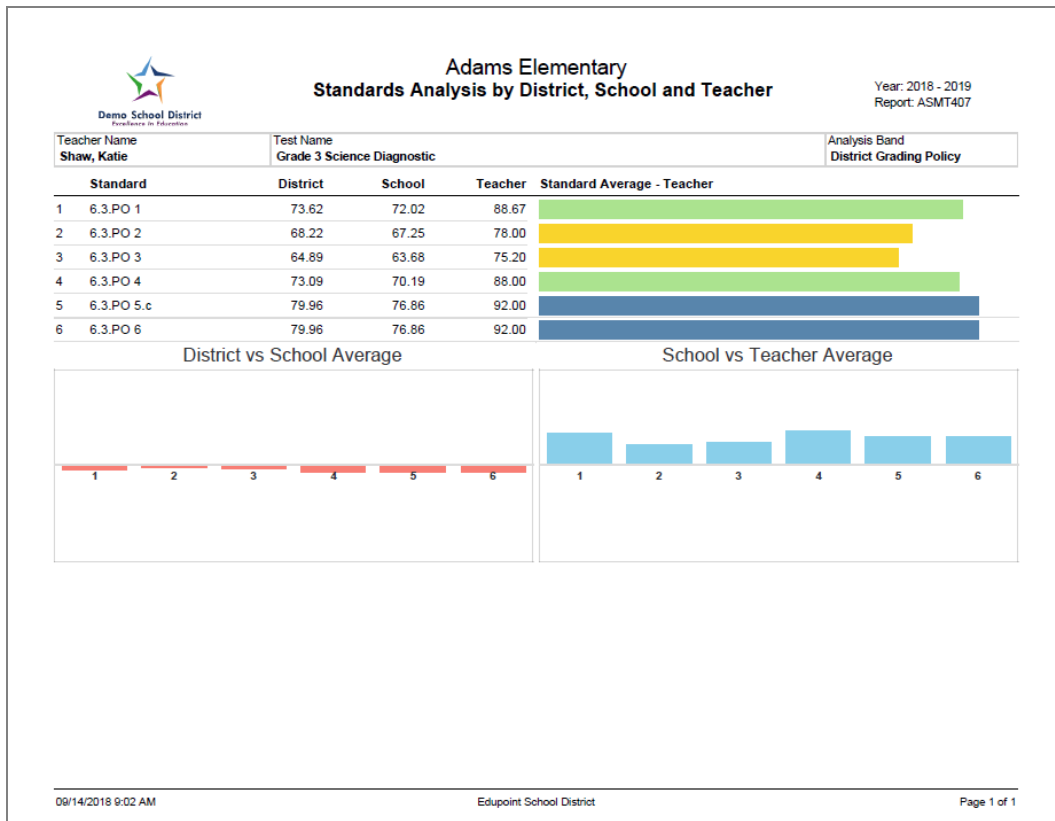 Adams Elementary
Standards Analysis by District, School and Teacher
Year: 2018 - 2019
Report: ASMT407
Demo School District
Excellence in Education
Teacher Name Test Name Analysis Band
Shaw, Katie Grade 3 Science Diagnostic District Grading Policy
Standard District School Teacher Standard Average - Teacher
1 6.3.PO 1 73.62 72.02 88.67
2 6.3.PO 2 68.22 67.25 78.00
3 6.3.PO 3 64.89 63.68 75.20
4 6.3.PO 4 73.09 70.19 88.00
5 6.3.PO 5.c 79.96 76.86 92.00
6 6.3.PO 6 79.96 76.86 92.00
District vs School Average School vs Teacher Average
1 2 3 4 5 6 1 2 3 4 5 6
09/14/2018 9:02 AM Edupoint School District Page 1 of 1